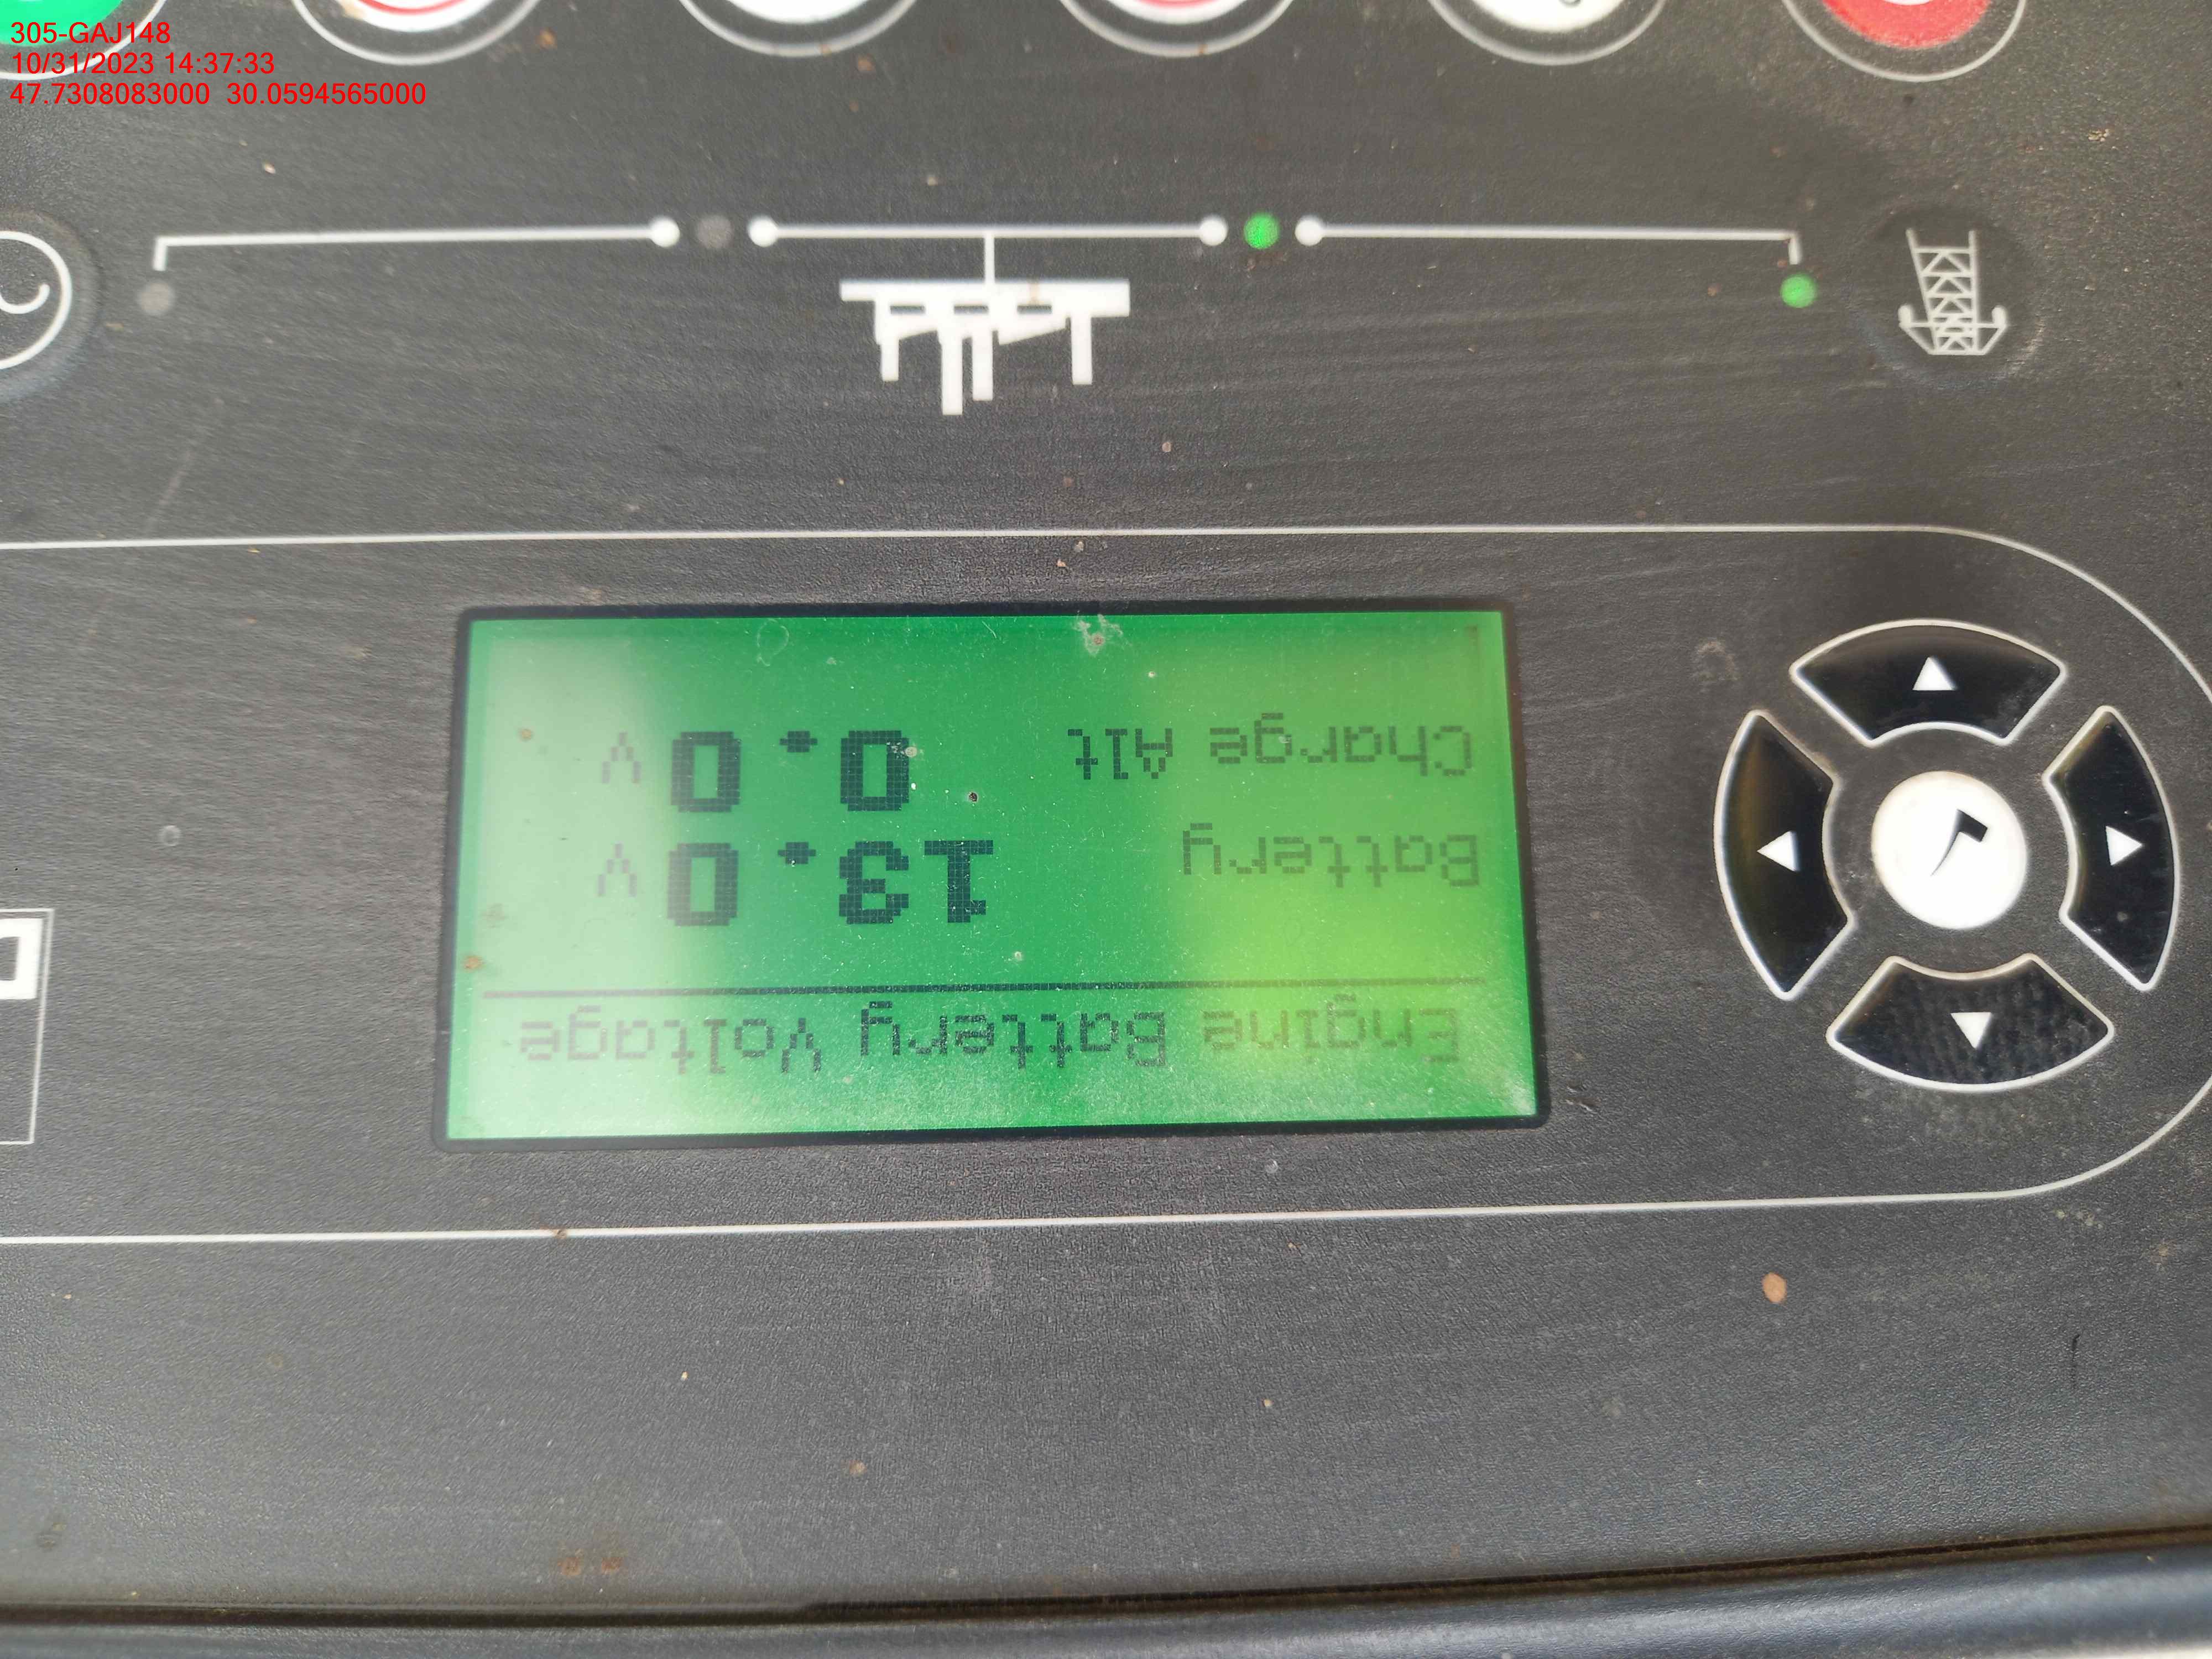 305-GAJ148
10/31/2023 14:37:33
47.7308083000 30.0594565000
Engine Battery Voltage
Battery 13.0 V
Charge Alt 0.0 V